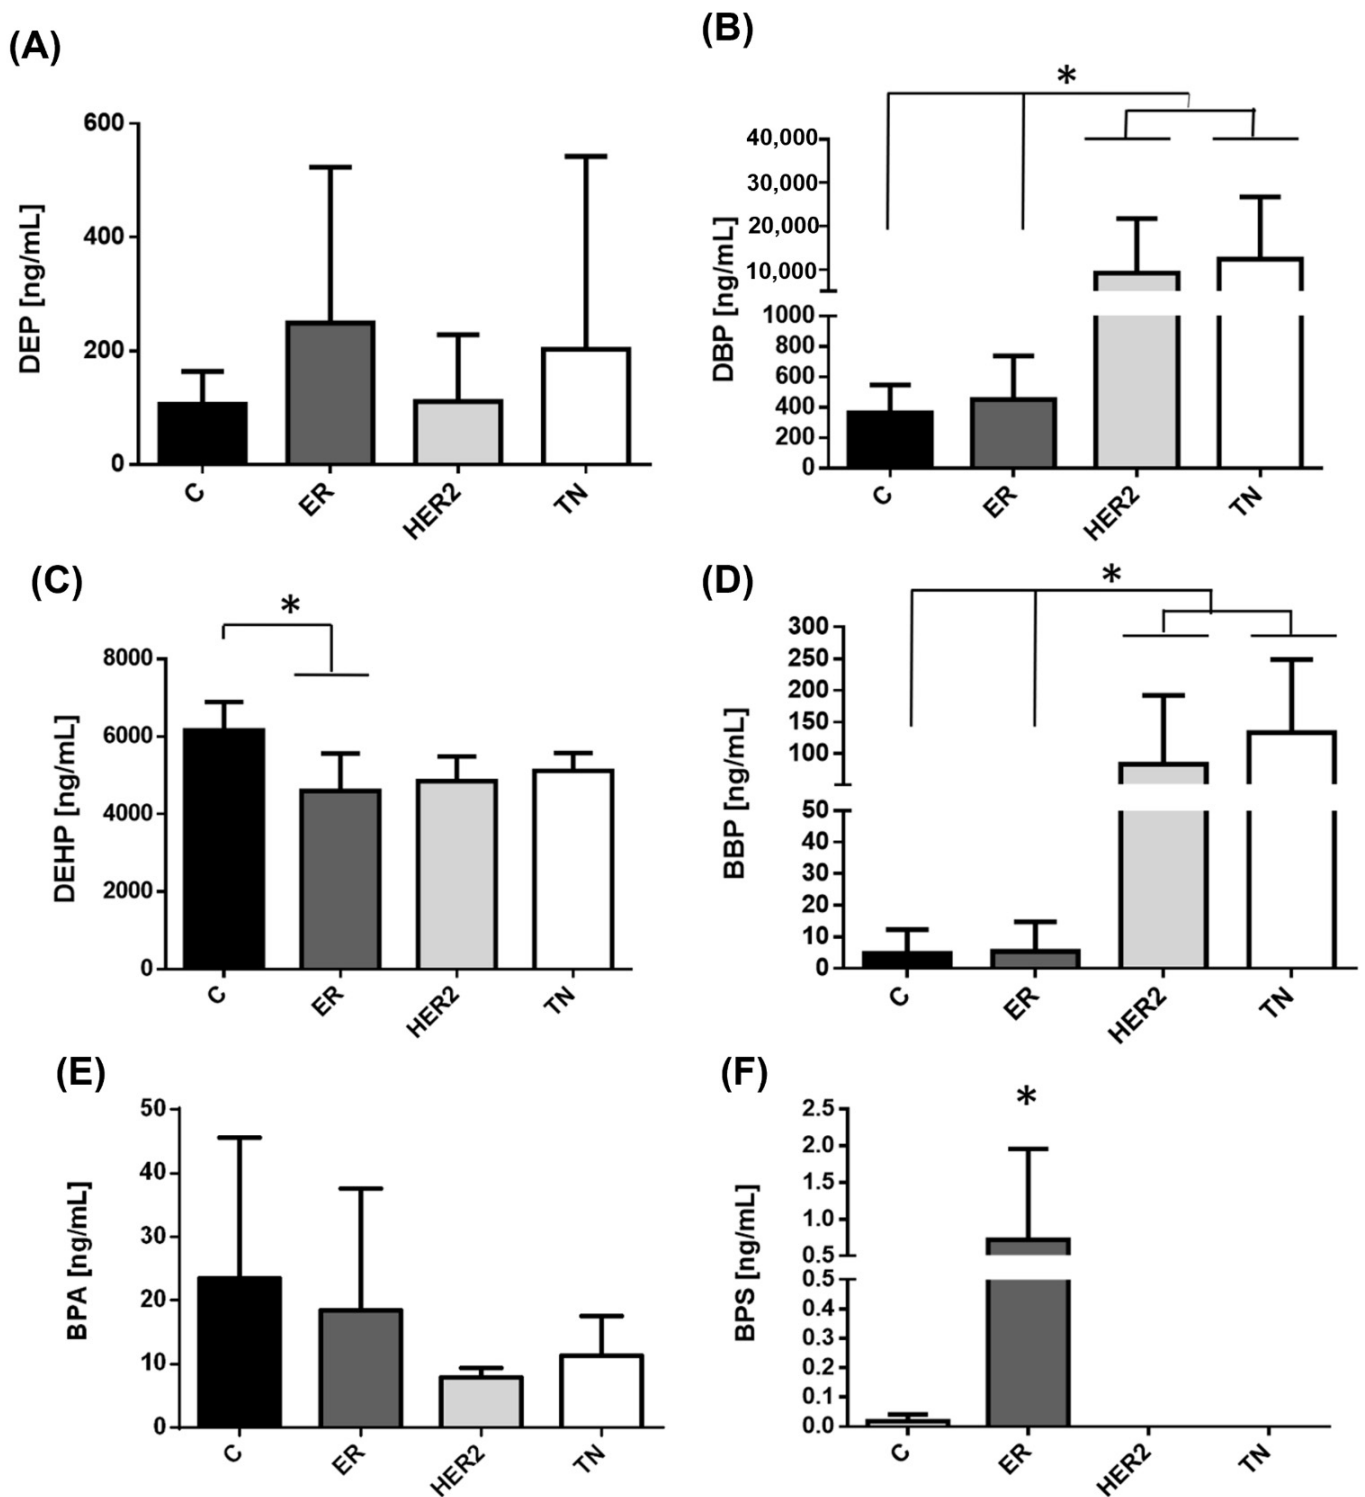 (A)
DEP [ng/mL]
600
400
200
0
C
ER
HER2
TN
(B)
*
DBP [ng/mL]
40,000
30,000
20,000
10,000
1000
800
600
400
200
0
C
ER
HER2
TN
(C)
*
DEHP [ng/mL]
8000
6000
4000
2000
0
C
ER
HER2
TN
(D)
*
BBP [ng/mL]
300
250
200
150
100
50
40
30
20
10
0
C
ER
HER2
TN
(E)
BPA [ng/mL]
50
40
30
20
10
0
C
ER
HER2
TN
(F)
*
BPS [ng/mL]
2.5
2.0
1.5
1.0
0.5
0.5
0.4
0.3
0.2
0.1
0.0
C
ER
HER2
TN